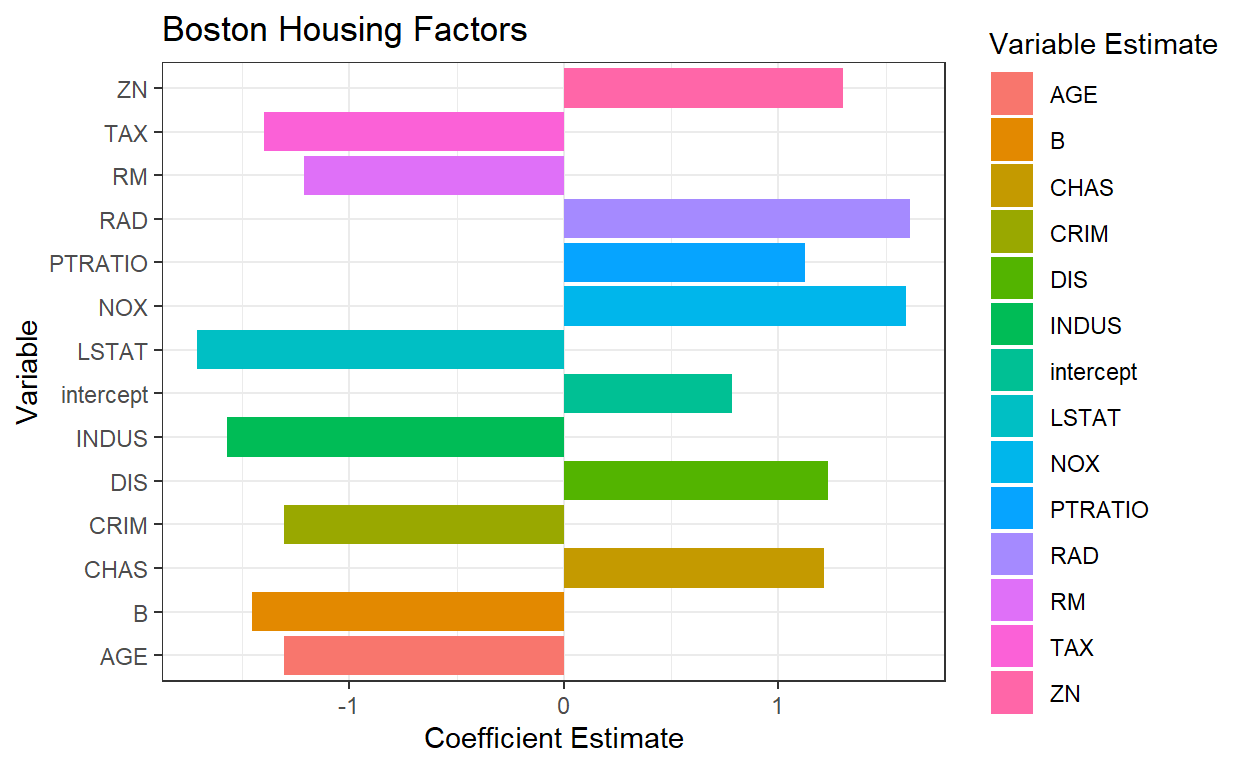 Boston Housing Factors
Variable
ZN
TAX
RM
RAD
PTRATIO
NOX
LSTAT
intercept
INDUS
DIS
CRIM
CHAS
B
AGE
-1 0 1
Coefficient Estimate
Variable Estimate
AGE
B
CHAS
CRIM
DIS
INDUS
intercept
LSTAT
NOX
PTRATIO
RAD
RM
TAX
ZN